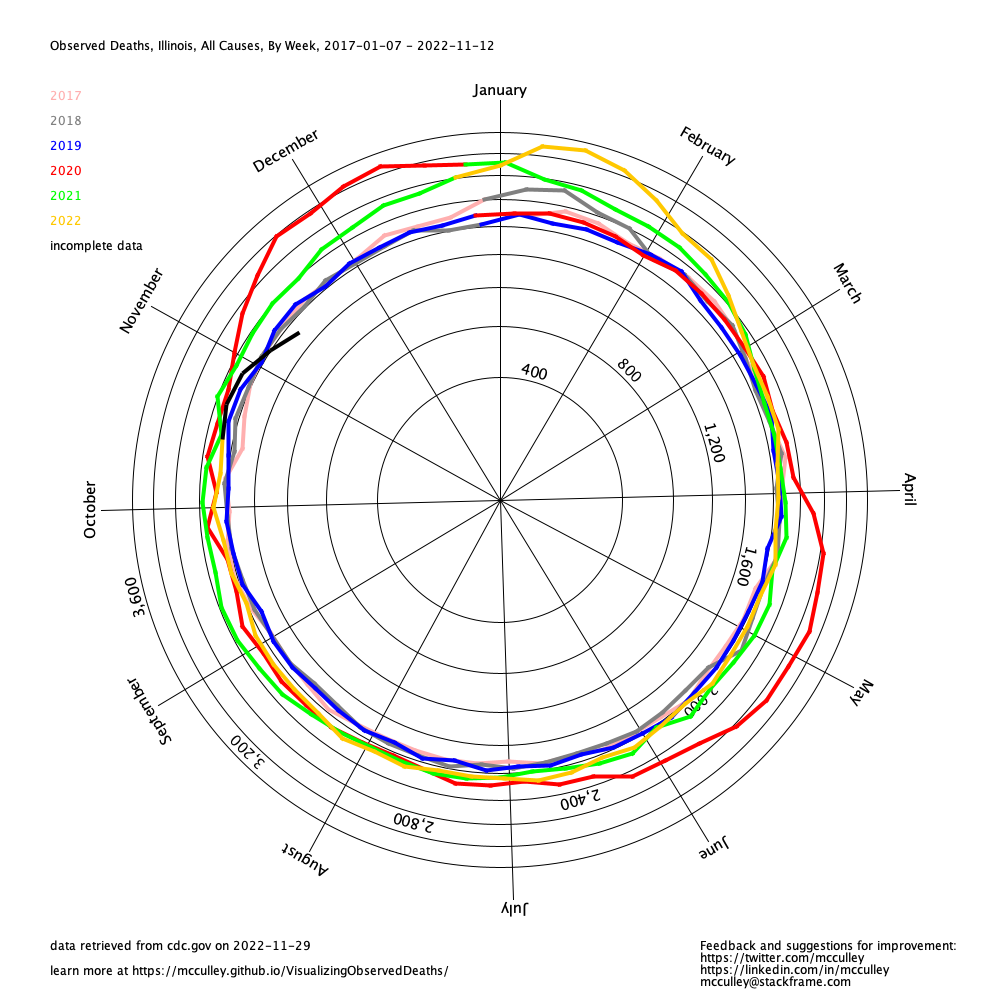 Observed Deaths, Illinois, All Causes, By Week, 2017-01-07 - 2022-11-12
2017
2018
2019
2020
2021
2022
incomplete data
January
February
March
April
May
June
July
August
September
October
November
December
400
800
1,200
1,600
2,000
2,400
2,800
3,200
3,600
data retrieved from cdc.gov on 2022-11-29
learn more at https://mcculley.github.io/VisualizingObservedDeaths/
Feedback and suggestions for improvement:
https://twitter.com/mcculley
https://linkedin.com/in/mcculley
mcculley@stackframe.com